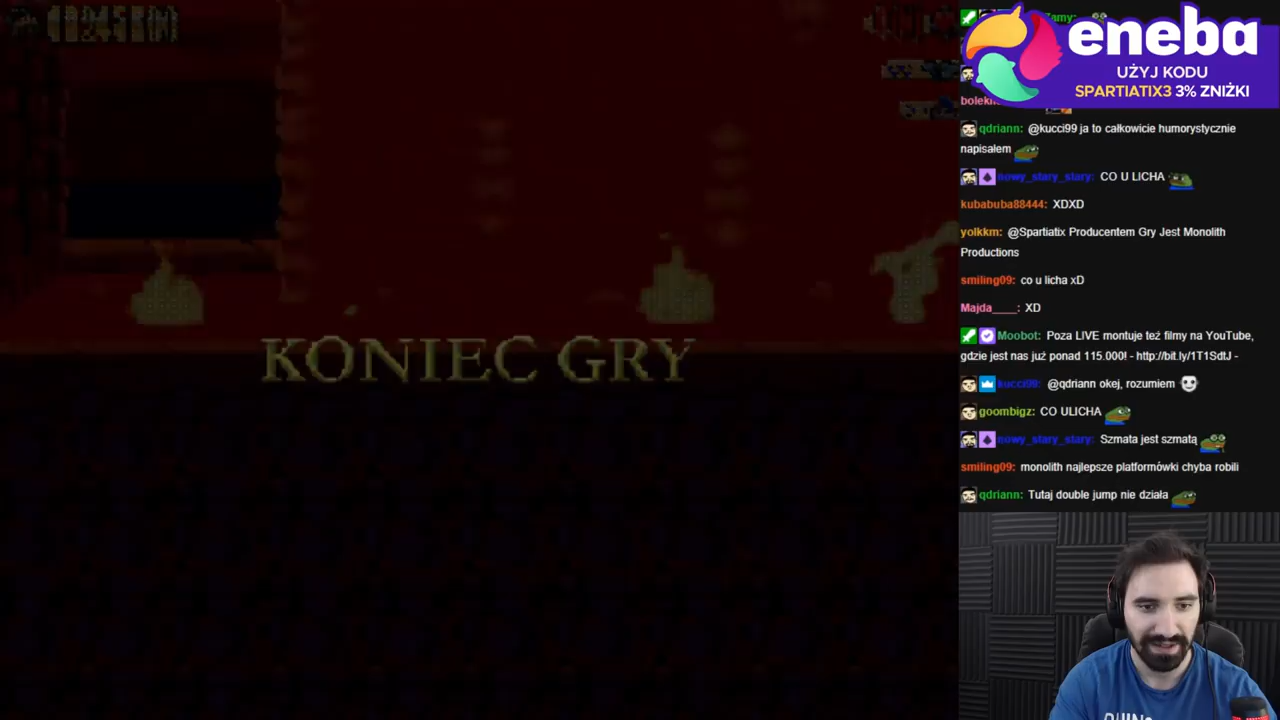 KONIEC GRY
eneba
UŻYJ KODU
SPARTIATIX3 3% ZNIŻKI
qdriann: @kucci99 ja to całkowicie humorystycznie
napisałem
nowy_stary_stary: CO U LICHA
kubabuba88444: XDXD
yolkkm: @Spartiatix Producentem Gry Jest Monolith
Productions
smiling09: co u licha xD
Majda____: XD
Moobot: Poza LIVE montuje też filmy na YouTube,
gdzie jest nas już ponad 115.000! - http://bit.ly/1T1SdtJ -
kucci99: @qdriann okej, rozumiem
goombigz: CO ULICHA
nowy_stary_stary: Szmata jest szmatą
smiling09: monolith najlepsze platformówki chyba robili
qdriann: Tutaj double jump nie działa